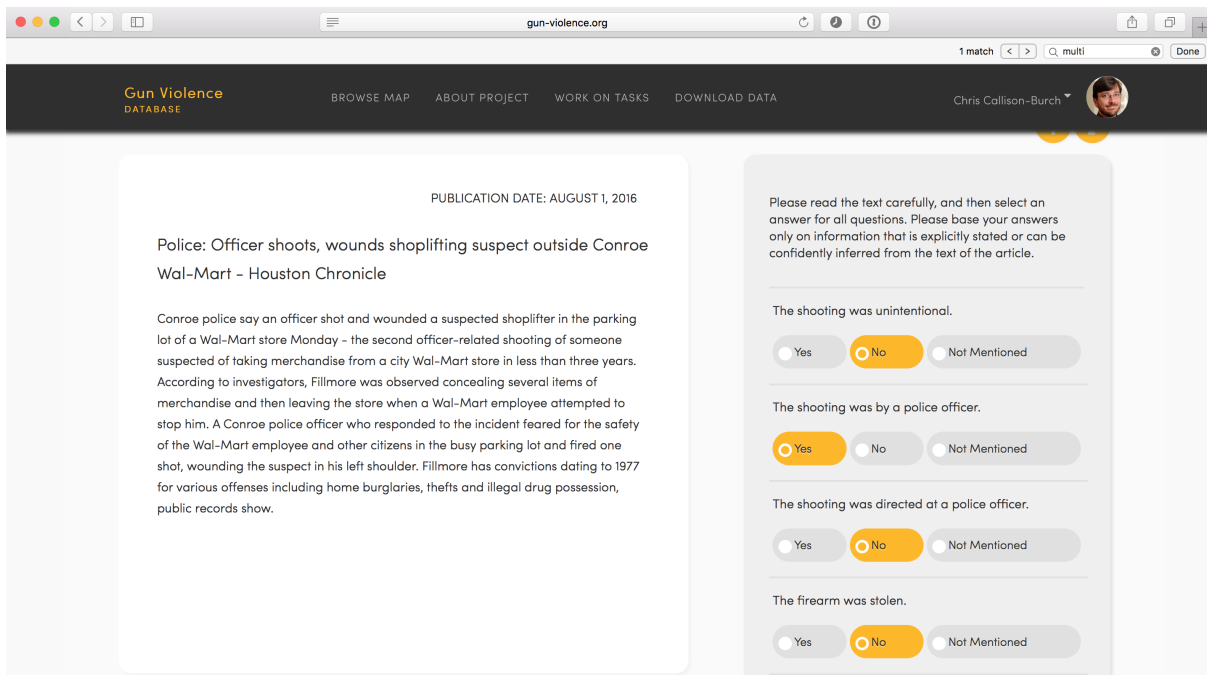 gun-violence.org
1 match
multi
Done
Gun Violence
DATABASE
BROWSE MAP
ABOUT PROJECT
WORK ON TASKS
DOWNLOAD DATA
Chris Callison-Burch
PUBLICATION DATE: AUGUST 1, 2016
Police: Officer shoots, wounds shoplifting suspect outside Conroe
Wal-Mart - Houston Chronicle
Conroe police say an officer shot and wounded a suspected shoplifter in the parking
lot of a Wal-Mart store Monday - the second officer-related shooting of someone
suspected of taking merchandise from a city Wal-Mart store in less than three years.
According to investigators, Fillmore was observed concealing several items of
merchandise and then leaving the store when a Wal-Mart employee attempted to
stop him. A Conroe police officer who responded to the incident feared for the safety
of the Wal-Mart employee and other citizens in the busy parking lot and fired one
shot, wounding the suspect in his left shoulder. Fillmore has convictions dating to 1977
for various offenses including home burglaries, thefts and illegal drug possession,
public records show.
Please read the text carefully, and then select an
answer for all questions. Please base your answers
only on information that is explicitly stated or can be
confidently inferred from the text of the article.
The shooting was unintentional.
Yes
No
Not Mentioned
The shooting was by a police officer.
Yes
No
Not Mentioned
The shooting was directed at a police officer.
Yes
No
Not Mentioned
The firearm was stolen.
Yes
No
Not Mentioned